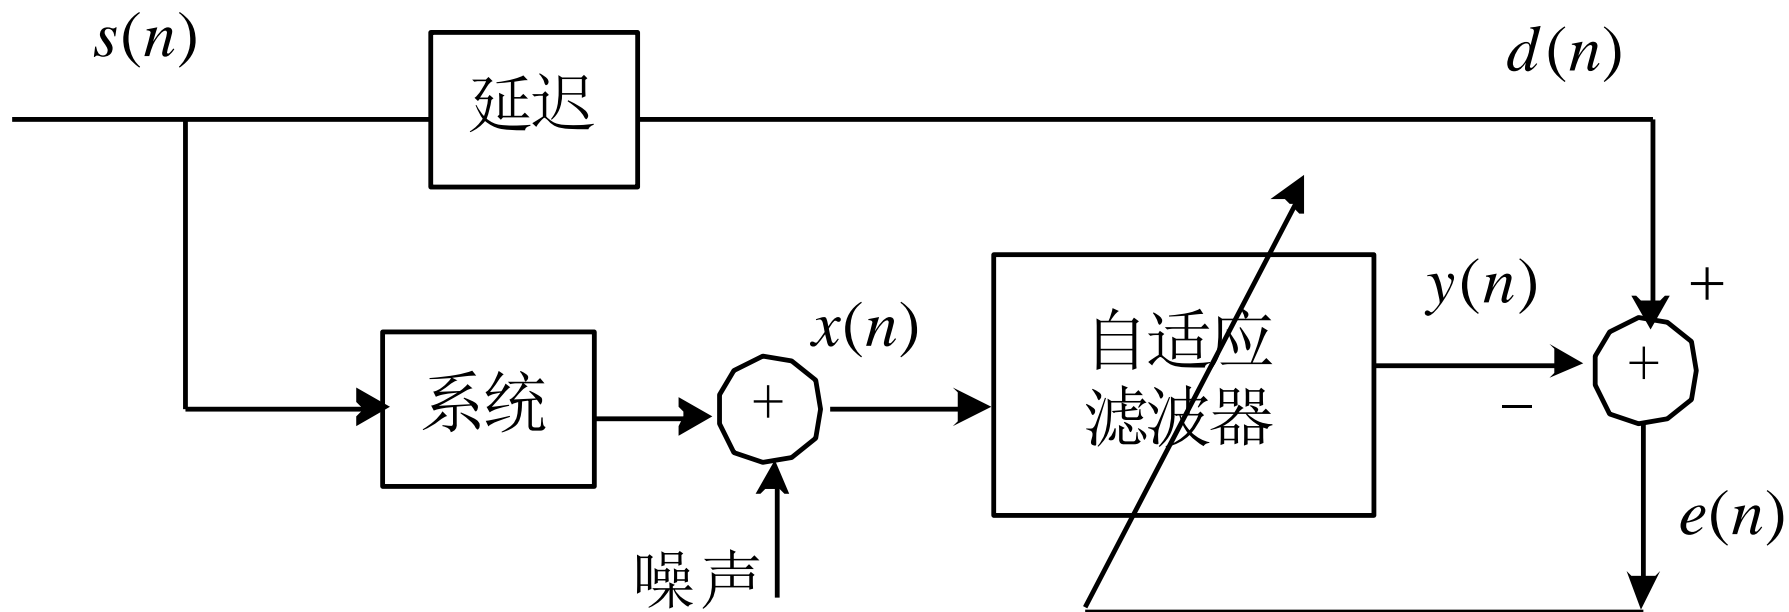 s(n)
延迟
d(n)
系统
+
x(n)
噪声
自适应
滤波器
y(n)
−
+
+
e(n)